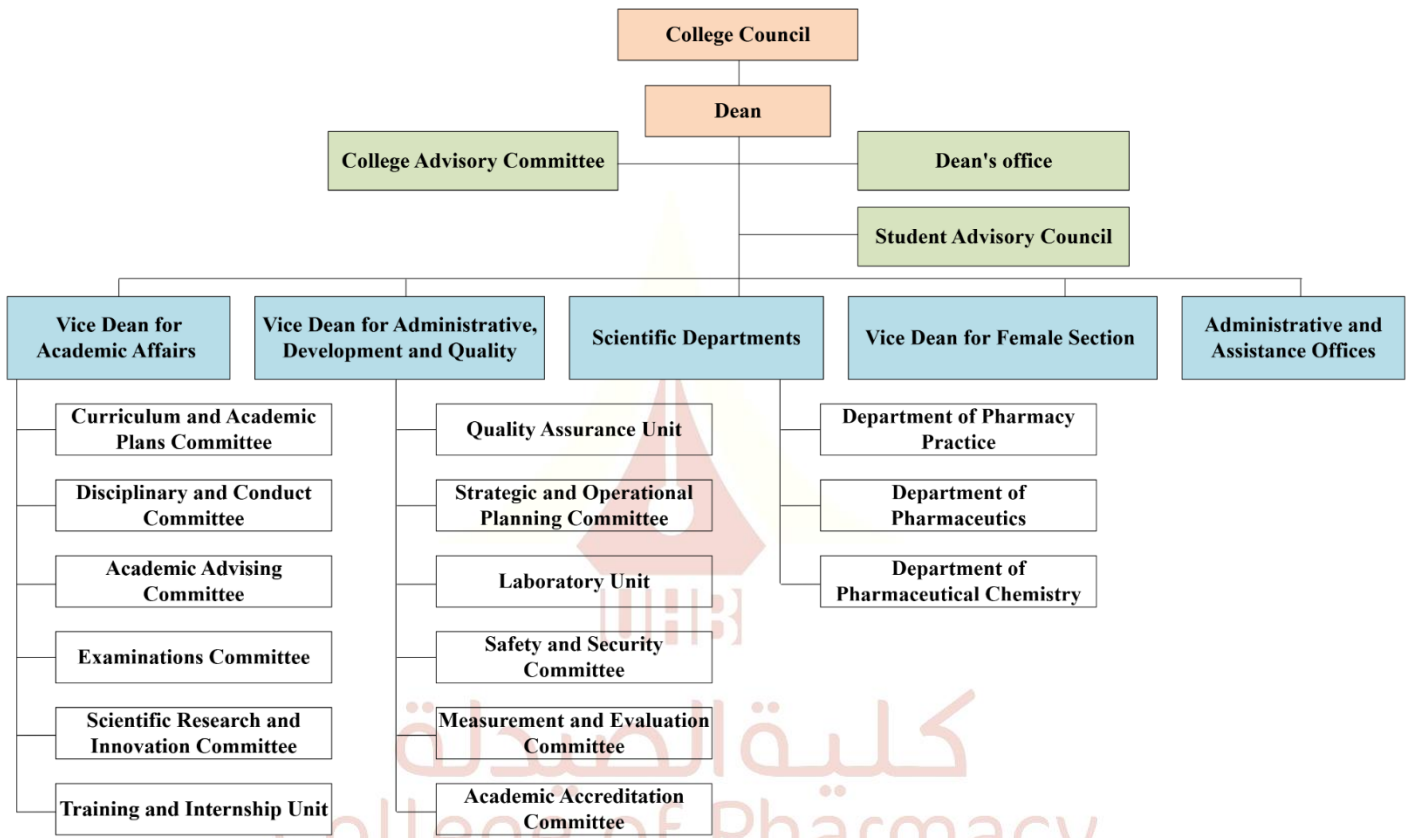 College Council
Dean
College Advisory Committee
Dean's office
Student Advisory Council
Vice Dean for
Academic Affairs
Vice Dean for Administrative,
Development and Quality
Scientific Departments
Vice Dean for Female Section
Administrative and
Assistance Offices
Curriculum and Academic
Plans Committee
Disciplinary and Conduct
Committee
Academic Advising
Committee
Examinations Committee
Scientific Research and
Innovation Committee
Training and Internship Unit
Quality Assurance Unit
Strategic and Operational
Planning Committee
Laboratory Unit
Safety and Security
Committee
Measurement and Evaluation
Committee
Academic Accreditation
Committee
Department of Pharmacy
Practice
Department of
Pharmaceutics
Department of
Pharmaceutical Chemistry
UHB
كلية الصيدلة
College of Pharmacy